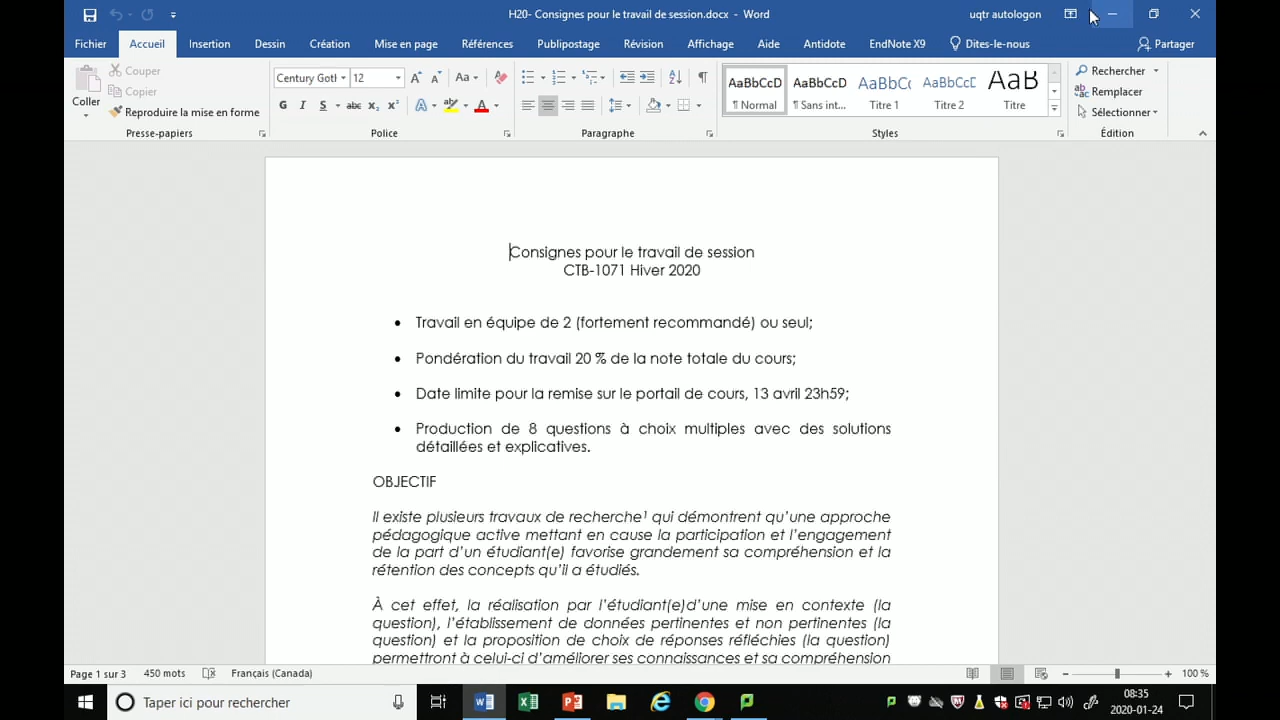 H20- Consignes pour le travail de session.docx - Word
uqtr autologon
Fichier Accueil Insertion Dessin Création Mise en page Références Publipostage Révision Affichage Aide Antidote EndNote X9 Dites-le-nous Partager
Coller
Couper
Copier
Reproduire la mise en forme
Presse-papiers
Century Gotl 12
Police
Paragraphe
AaBbCcD AaBbCcD AaBbC( AaBbCcC AaB
¶ Normal ¶ Sans int... Titre 1 Titre 2 Titre
Styles
Rechercher
Remplacer
Sélectionner
Édition
Consignes pour le travail de session
CTB-1071 Hiver 2020
• Travail en équipe de 2 (fortement recommandé) ou seul;
• Pondération du travail 20 % de la note totale du cours;
• Date limite pour la remise sur le portail de cours, 13 avril 23h59;
• Production de 8 questions à choix multiples avec des solutions
détaillées et explicatives.
OBJECTIF
Il existe plusieurs travaux de recherche¹ qui démontrent qu'une approche
pédagogique active mettant en cause la participation et l'engagement
de la part d'un étudiant(e) favorise grandement sa compréhension et la
rétention des concepts qu'il a étudiés.
À cet effet, la réalisation par l'étudiant(e)d'une mise en contexte (la
question), l'établissement de données pertinentes et non pertinentes (la
question) et la proposition de choix de réponses réfléchies (la question)
permettront à celui-ci d'améliorer ses connaissances et sa compréhension
Page 1 sur 3 450 mots Français (Canada) 100 %
Taper ici pour rechercher
08:35
2020-01-24